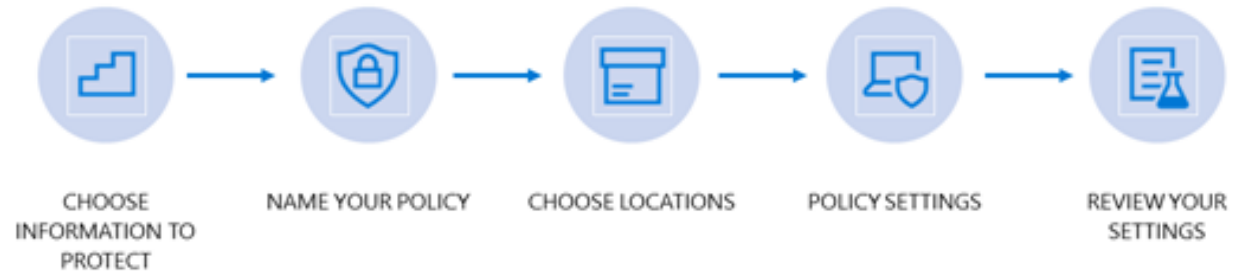 CHOOSE
INFORMATION TO
PROTECT
NAME YOUR POLICY
CHOOSE LOCATIONS
POLICY SETTINGS
REVIEW YOUR
SETTINGS